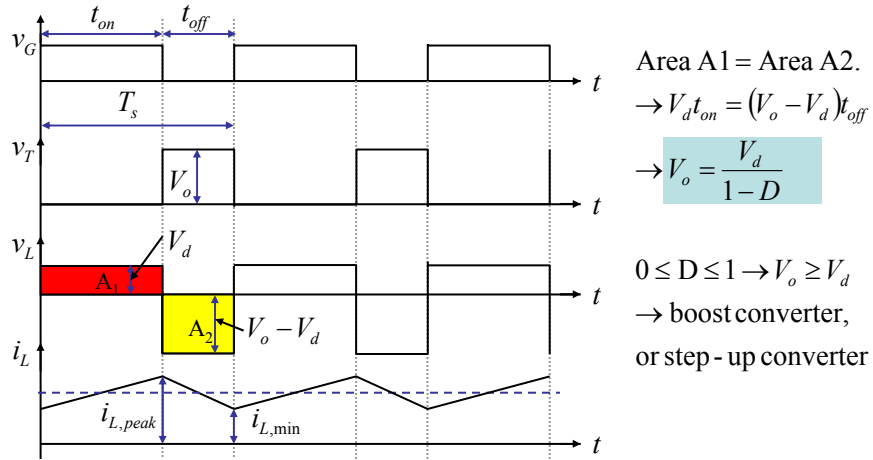 t_on t_off
v_G
t
T_s
v_T
V_o
t
v_L
V_d
A_1
t
A_2
V_o − V_d
i_L
i_L,peak
i_L,min
t
Area A1 = Area A2.
→ V_d t_on = (V_o − V_d) t_off
→ V_o = V_d / (1 − D)
0 ≤ D ≤ 1 → V_o ≥ V_d
→ boost converter,
or step - up converter